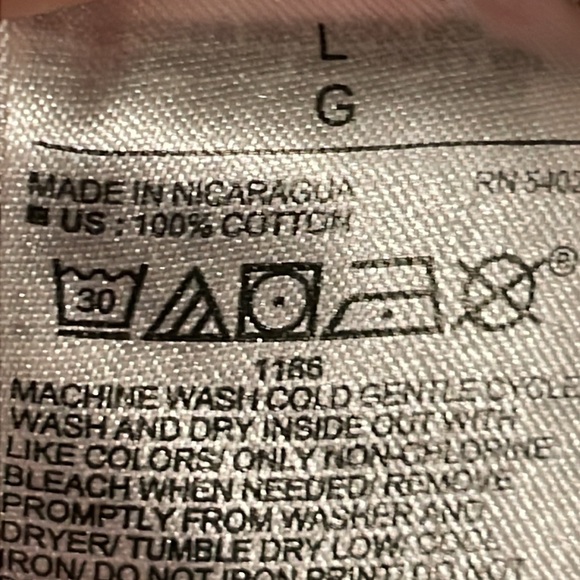 L
G
MADE IN NICARAGUA RN 5402
US : 100% COTTON
30
1186
MACHINE WASH COLD GENTLE CYCLE
WASH AND DRY INSIDE OUT WITH
LIKE COLORS/ ONLY NON-CHLORINE
BLEACH WHEN NEEDED/ REMOVE
PROMPTLY FROM WASHER AND
DRYER/ TUMBLE DRY LOW/ COOL
IRON/ DO NOT IRON PRINT/ DO NOT